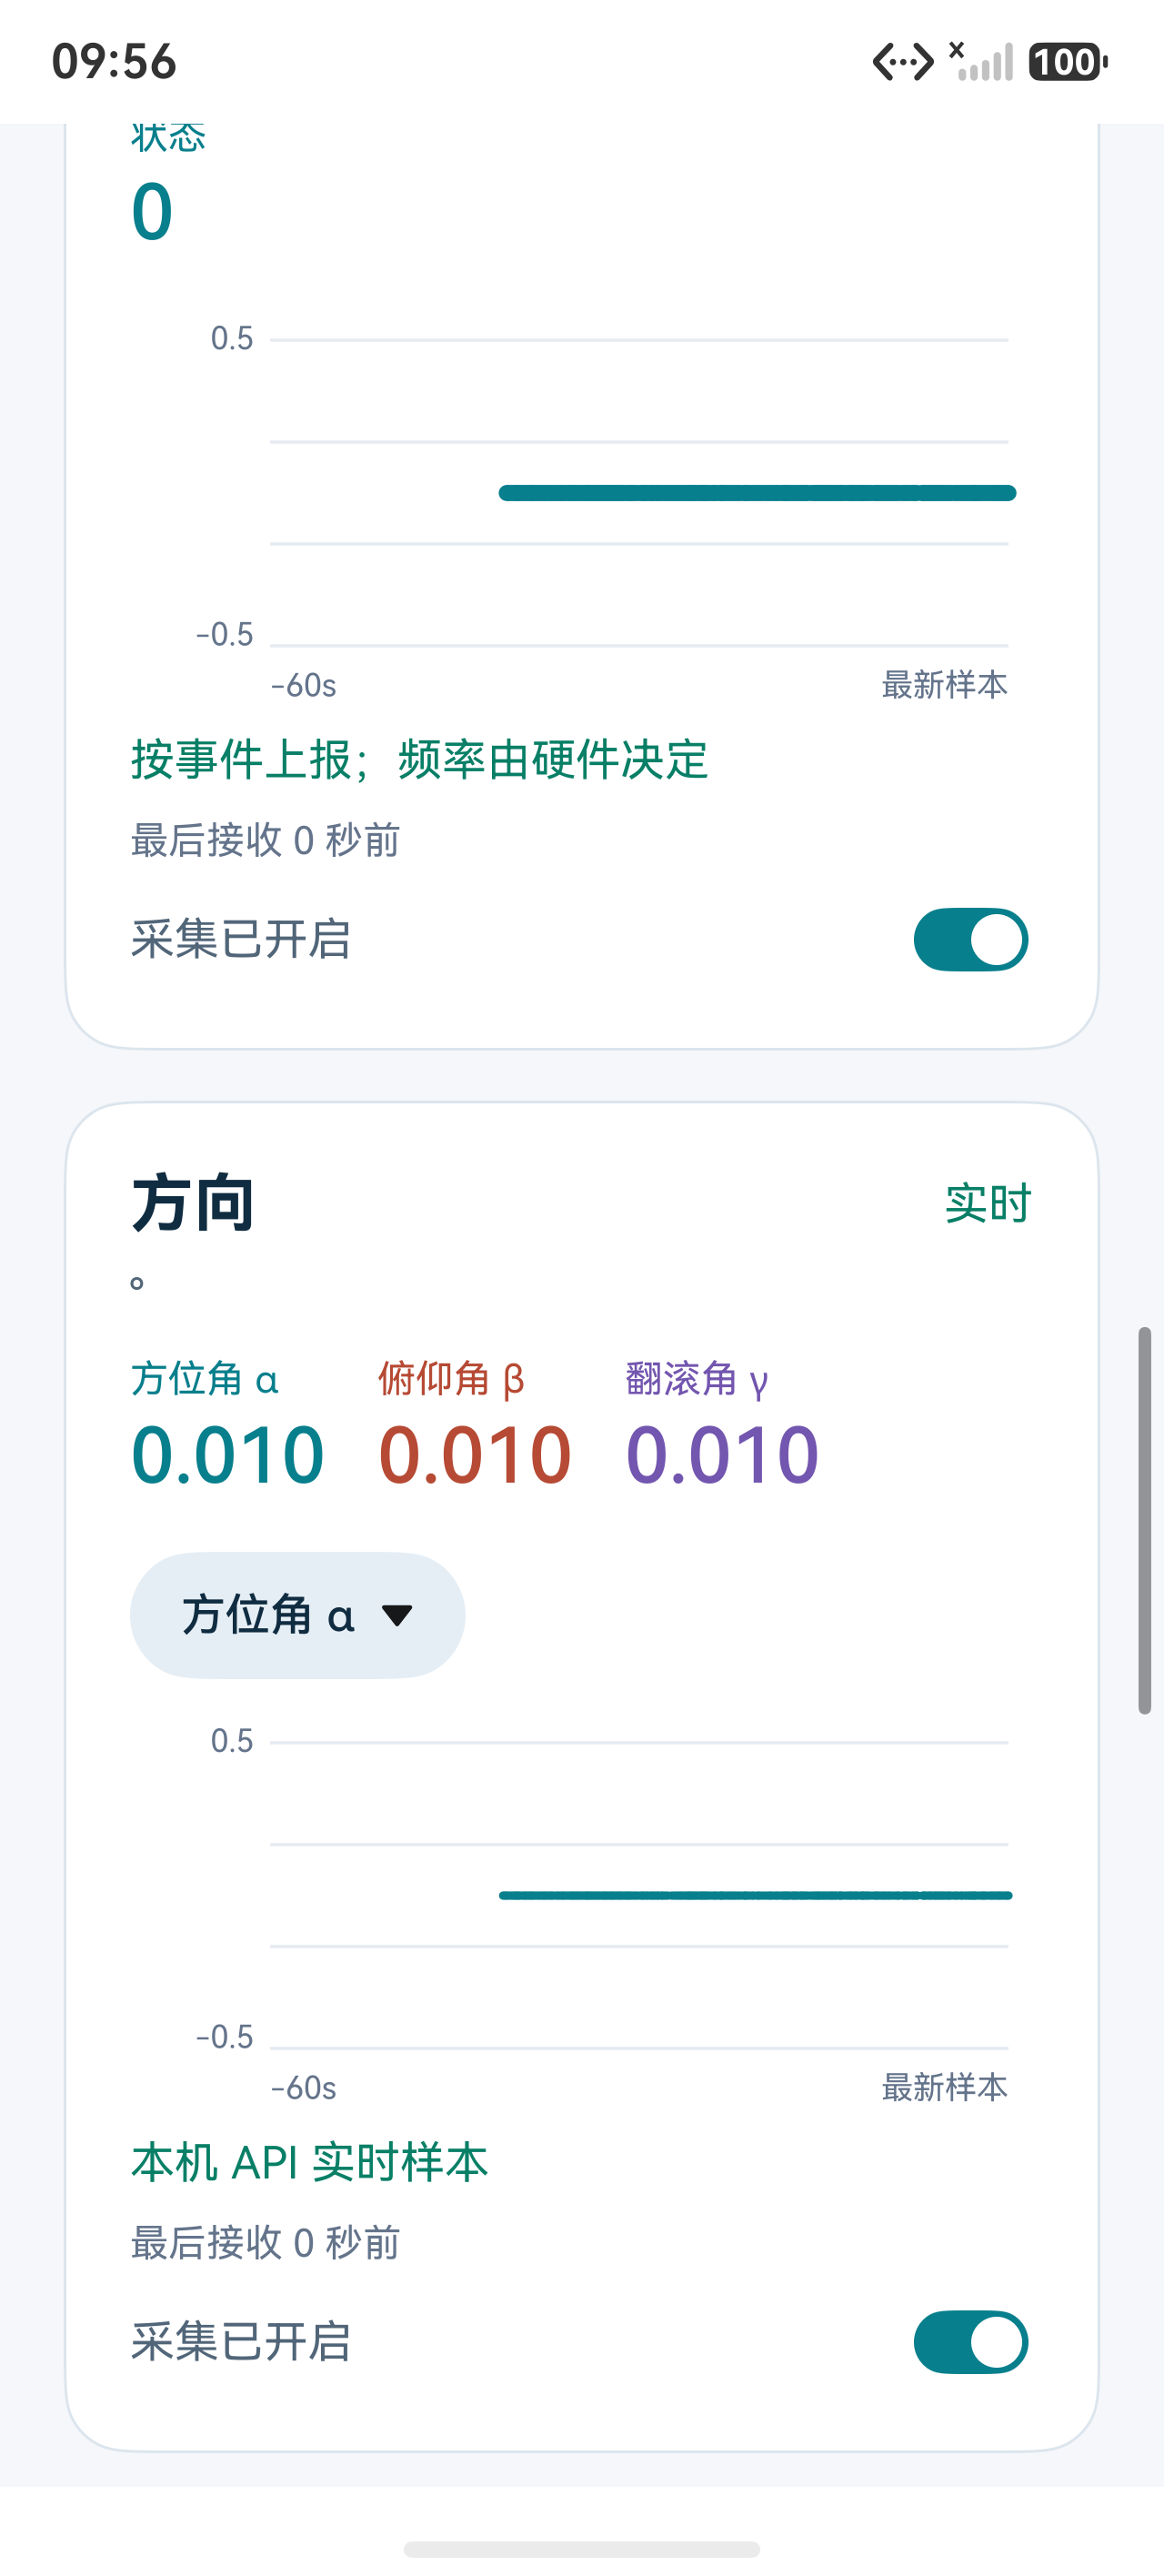 09:56
100
状态
0
0.5
-0.5
-60s 最新样本
按事件上报；频率由硬件决定
最后接收 0 秒前
采集已开启
方向 实时
°
方位角 α 俯仰角 β 翻滚角 γ
0.010 0.010 0.010
方位角 α
0.5
-0.5
-60s 最新样本
本机 API 实时样本
最后接收 0 秒前
采集已开启